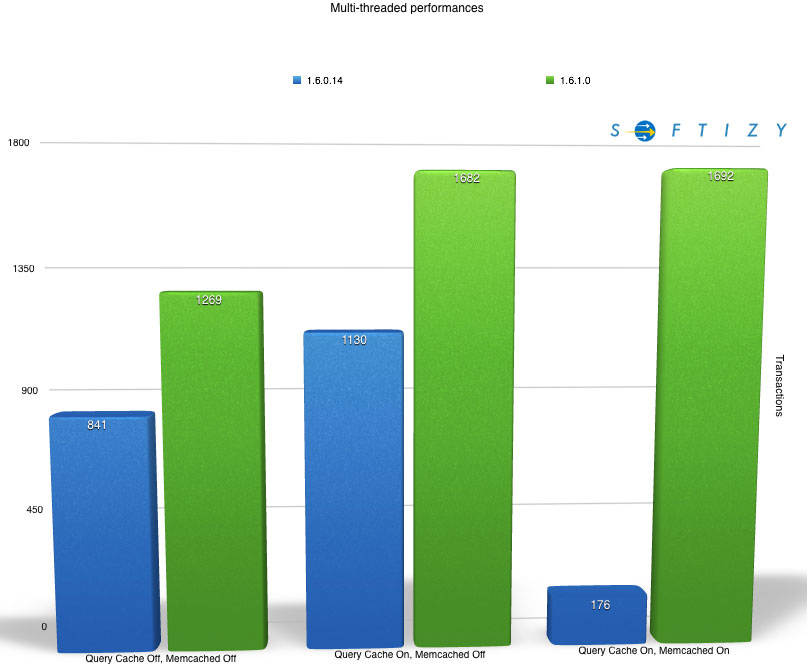 Multi-threaded performances
1.6.0.14 1.6.1.0
S FTIZY
1800
1682
1692
1350
1269
1130
900
841
Transactions
450
176
0
Query Cache Off, Memcached Off
Query Cache On, Memcached Off
Query Cache On, Memcached On